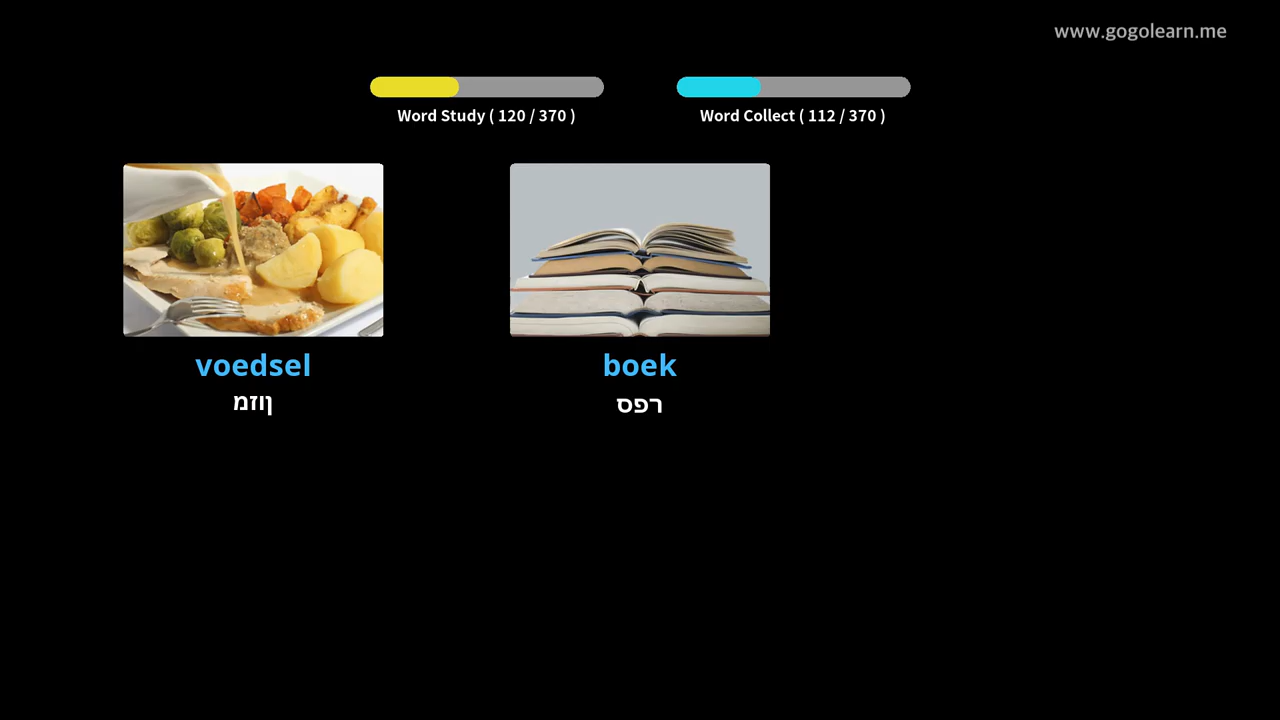 www.gogolearn.me
Word Study ( 120 / 370 )
Word Collect ( 112 / 370 )
voedsel
מזון
boek
ספר